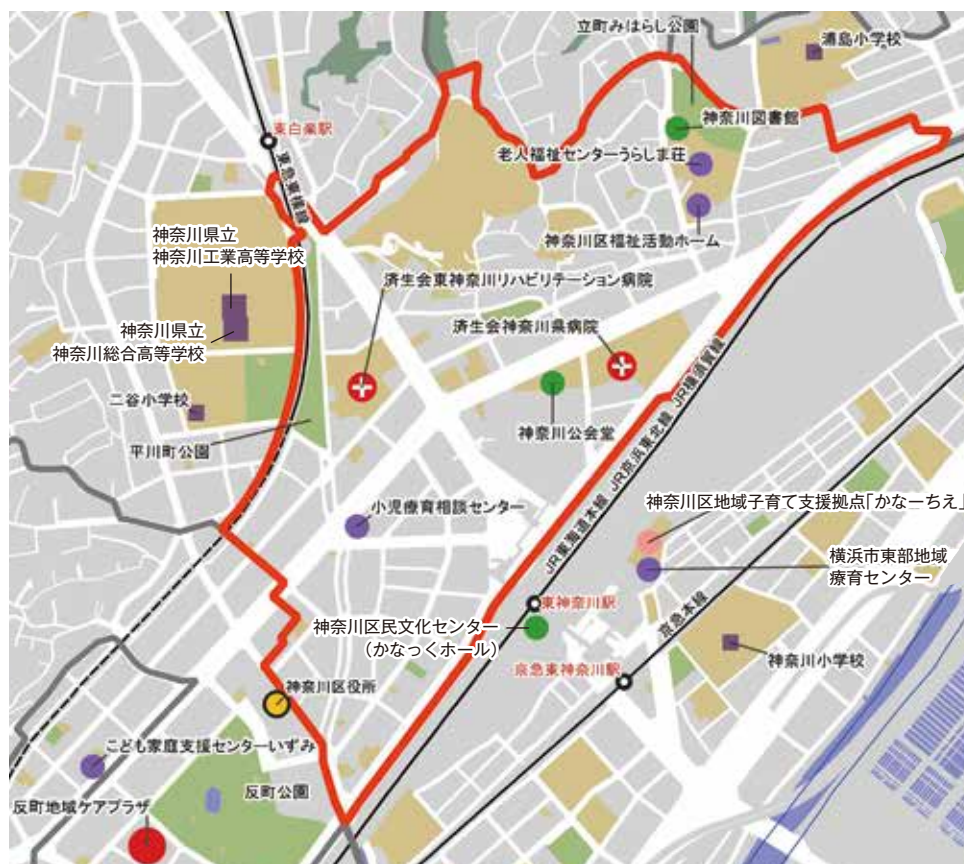 立町みはらし公園
浦島小学校
神奈川図書館
東白楽駅
老人福祉センターうらしま荘
東急東横線
神奈川区福祉活動ホーム
神奈川県立
神奈川工業高等学校
済生会東神奈川リハビリテーション病院
神奈川県立
神奈川総合高等学校
済生会神奈川県病院
二谷小学校
神奈川公会堂
平川町公園
JR東海道本線 JR京浜東北線 JR横須賀線
小児療育相談センター
神奈川区地域子育て支援拠点「かなーちえ」
横浜市東部地域
療育センター
東神奈川駅
京急本線
神奈川区民文化センター
（かなっくホール）
神奈川小学校
京急東神奈川駅
神奈川区役所
こども家庭支援センターいずみ
反町公園
反町地域ケアプラザ